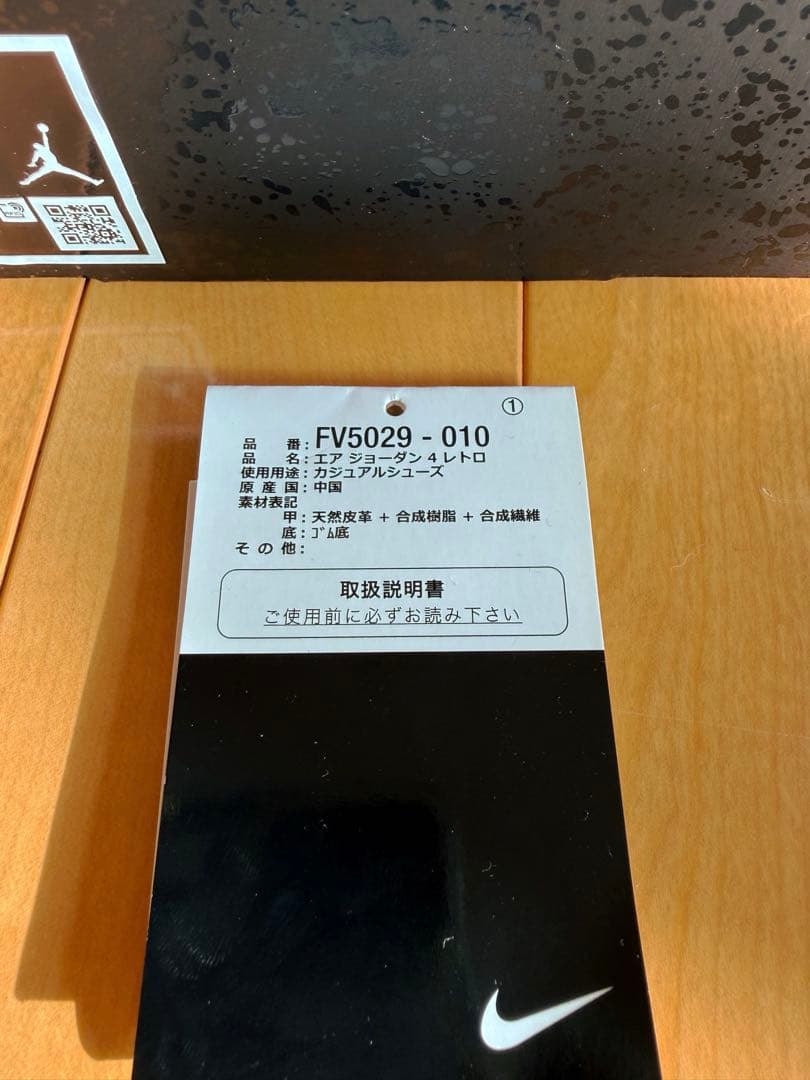 ①
品 番: FV5029 - 010
品 名: エア ジョーダン 4 レトロ
使用用途: カジュアルシューズ
原 産 国: 中国
素材表記
甲: 天然皮革 + 合成樹脂 + 合成繊維
底: ｺﾞﾑ底
そ の 他:
取扱説明書
ご使用前に必ずお読み下さい